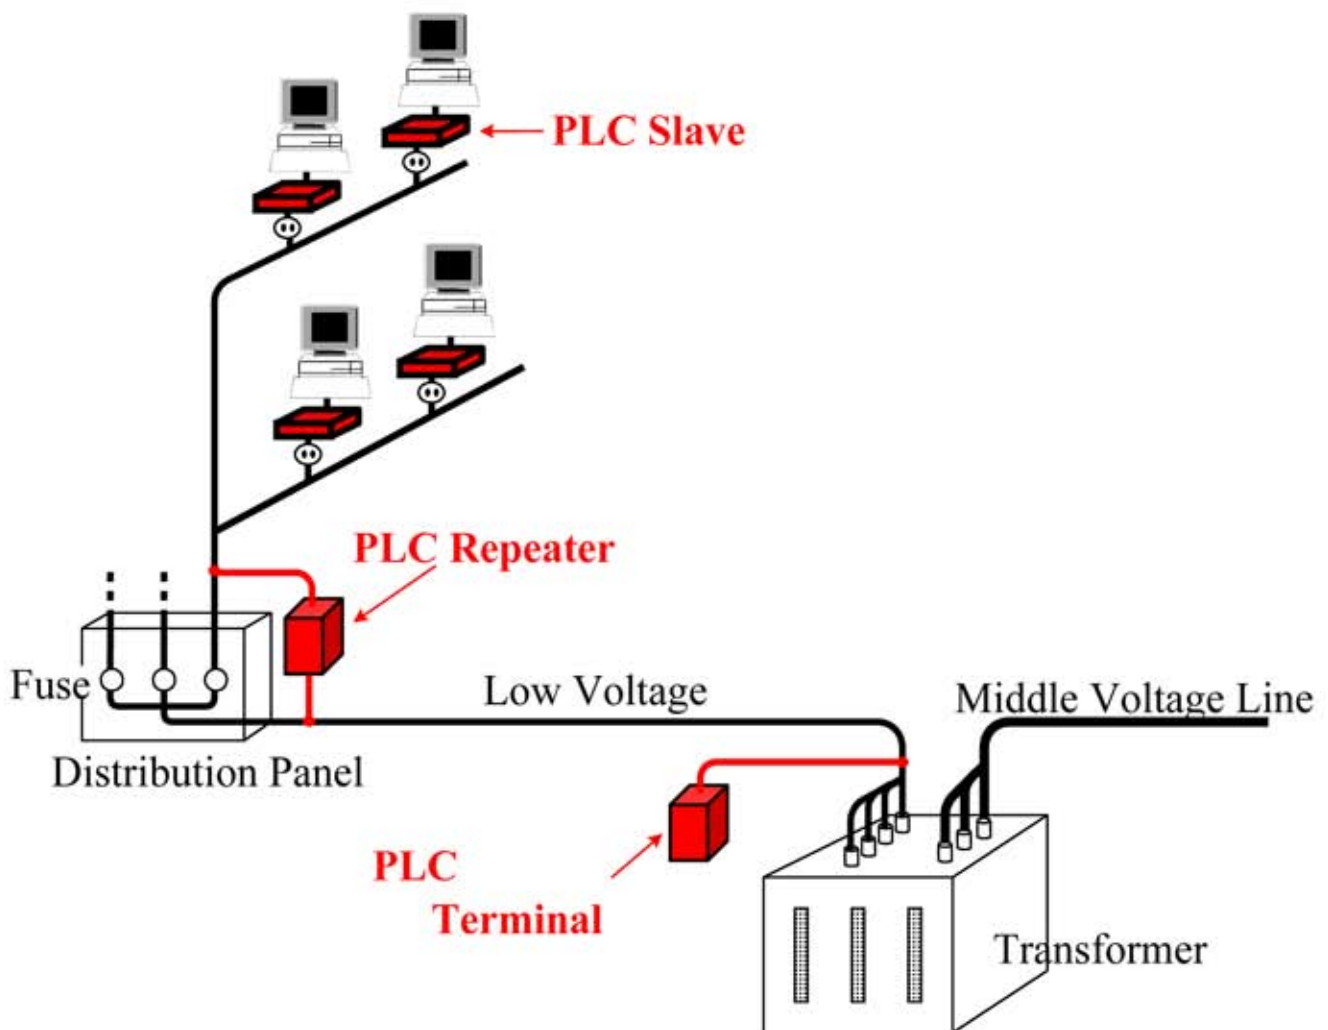 PLC Slave
PLC Repeater
Fuse
Low Voltage
Middle Voltage Line
Distribution Panel
PLC
Terminal
Transformer